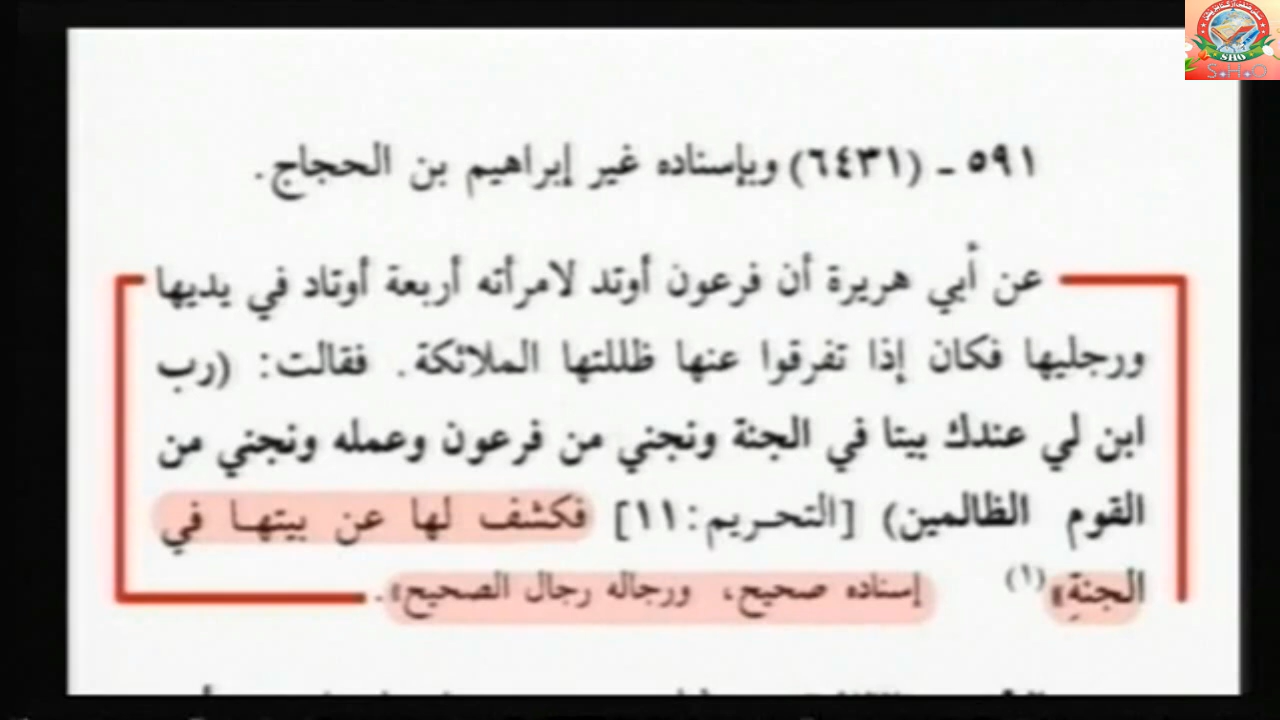 ٥٩١ - (٦٤٣١) وبإسناده غير إبراهيم بن الحجاج.
عن أبي هريرة أن فرعون أوتد لامرأته أربعة أوتاد في يديها
ورجليها فكان إذا تفرقوا عنها ظللتها الملائكة. فقالت: (رب
ابن لي عندك بيتا في الجنة ونجني من فرعون وعمله ونجني من
القوم الظالمين) [التحريم:١١] فكشف لها عن بيتها في
الجنةِ» (١) إسناده صحيح، ورجاله رجال الصحيح».
SHO
S.H.O